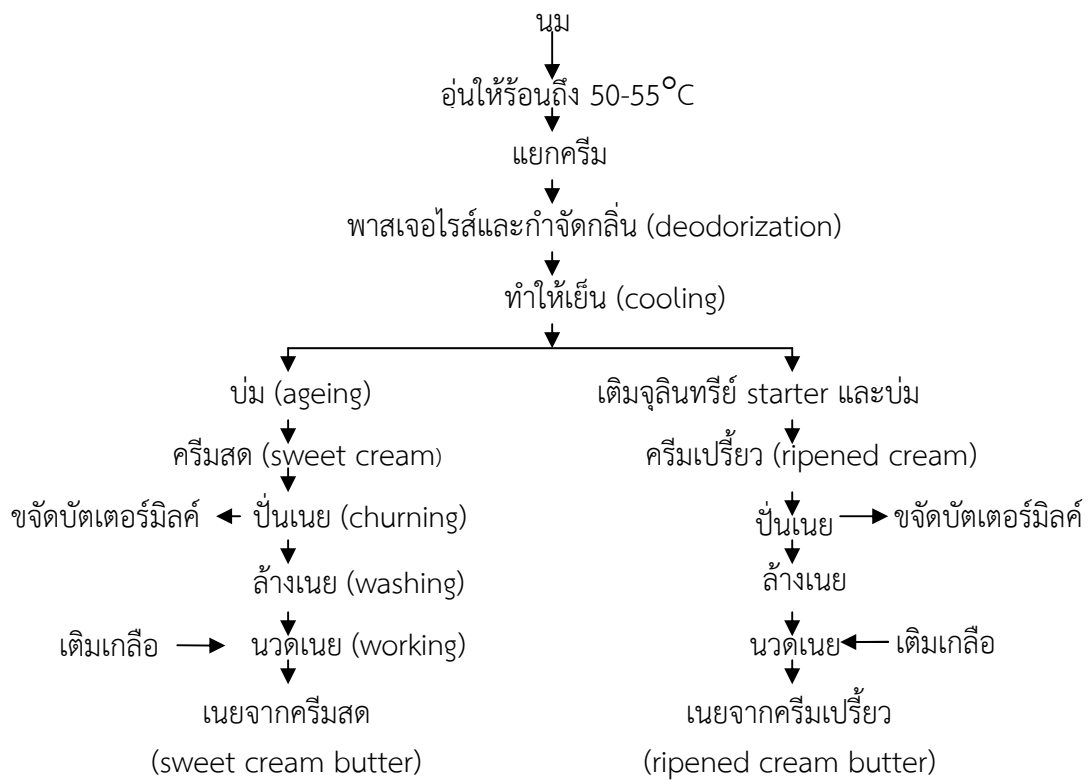 นม
อุ่นให้ร้อนถึง 50-55°C
แยกครีม
พาสเจอไรส์และกำจัดกลิ่น (deodorization)
ทำให้เย็น (cooling)
บ่ม (ageing)
ครีมสด (sweet cream)
ขจัดบัตเตอร์มิลค์ ปั่นเนย (churning)
ล้างเนย (washing)
เติมเกลือ นวดเนย (working)
เนยจากครีมสด
(sweet cream butter)
เติมจุลินทรีย์ starter และบ่ม
ครีมเปรี้ยว (ripened cream)
ปั่นเนย ขจัดบัตเตอร์มิลค์
ล้างเนย
นวดเนย เติมเกลือ
เนยจากครีมเปรี้ยว
(ripened cream butter)